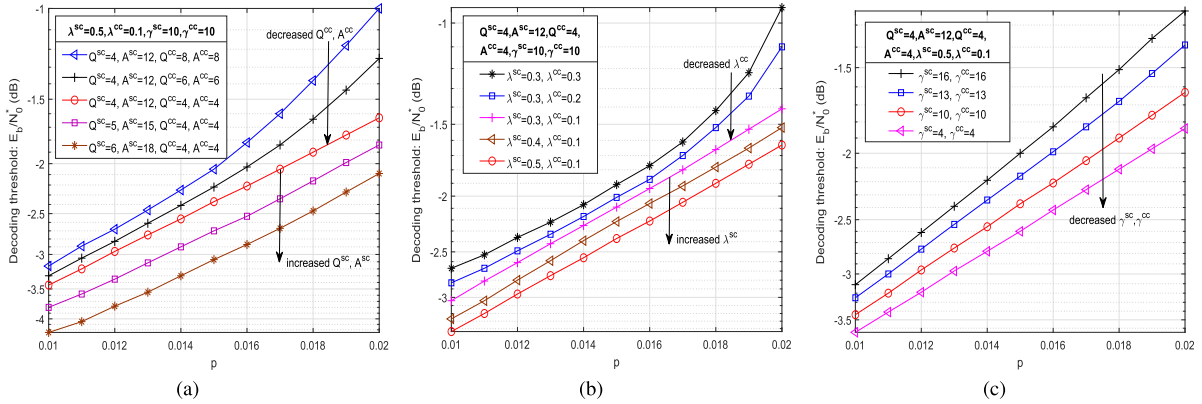 λ^sc=0.5,λ^cc=0.1,γ^sc=10,γ^cc=10
Q^sc=4, A^sc=12, Q^cc=8, A^cc=8
Q^sc=4, A^sc=12, Q^cc=6, A^cc=6
Q^sc=4, A^sc=12, Q^cc=4, A^cc=4
Q^sc=5, A^sc=15, Q^cc=4, A^cc=4
Q^sc=6, A^sc=18, Q^cc=4, A^cc=4
decreased Q^cc, A^cc
increased Q^sc, A^sc
Decoding threshold: E_b/N_0^* (dB)
-1
-1.5
-2
-2.5
-3
-3.5
-4
0.01
0.012
0.014
0.016
0.018
0.02
p
(a)
Q^sc=4,A^sc=12,Q^cc=4,
A^cc=4,γ^sc=10,γ^cc=10
λ^sc=0.3, λ^cc=0.3
λ^sc=0.3, λ^cc=0.2
λ^sc=0.3, λ^cc=0.1
λ^sc=0.4, λ^cc=0.1
λ^sc=0.5, λ^cc=0.1
decreased λ^cc
increased λ^sc
Decoding threshold: E_b/N_0^* (dB)
-1
-1.5
-2
-3
0.01
0.012
0.014
0.016
0.018
0.02
p
(b)
Q^sc=4,A^sc=12,Q^cc=4,
A^cc=4,λ^sc=0.5,λ^cc=0.1
γ^sc=16, γ^cc=16
γ^sc=13, γ^cc=13
γ^sc=10, γ^cc=10
γ^sc=4, γ^cc=4
decreased γ^sc,γ^cc
Decoding threshold: E_b/N_0^* (dB)
-1.5
-2
-2.5
-3
-3.5
0.01
0.012
0.014
0.016
0.018
0.02
p
(c)